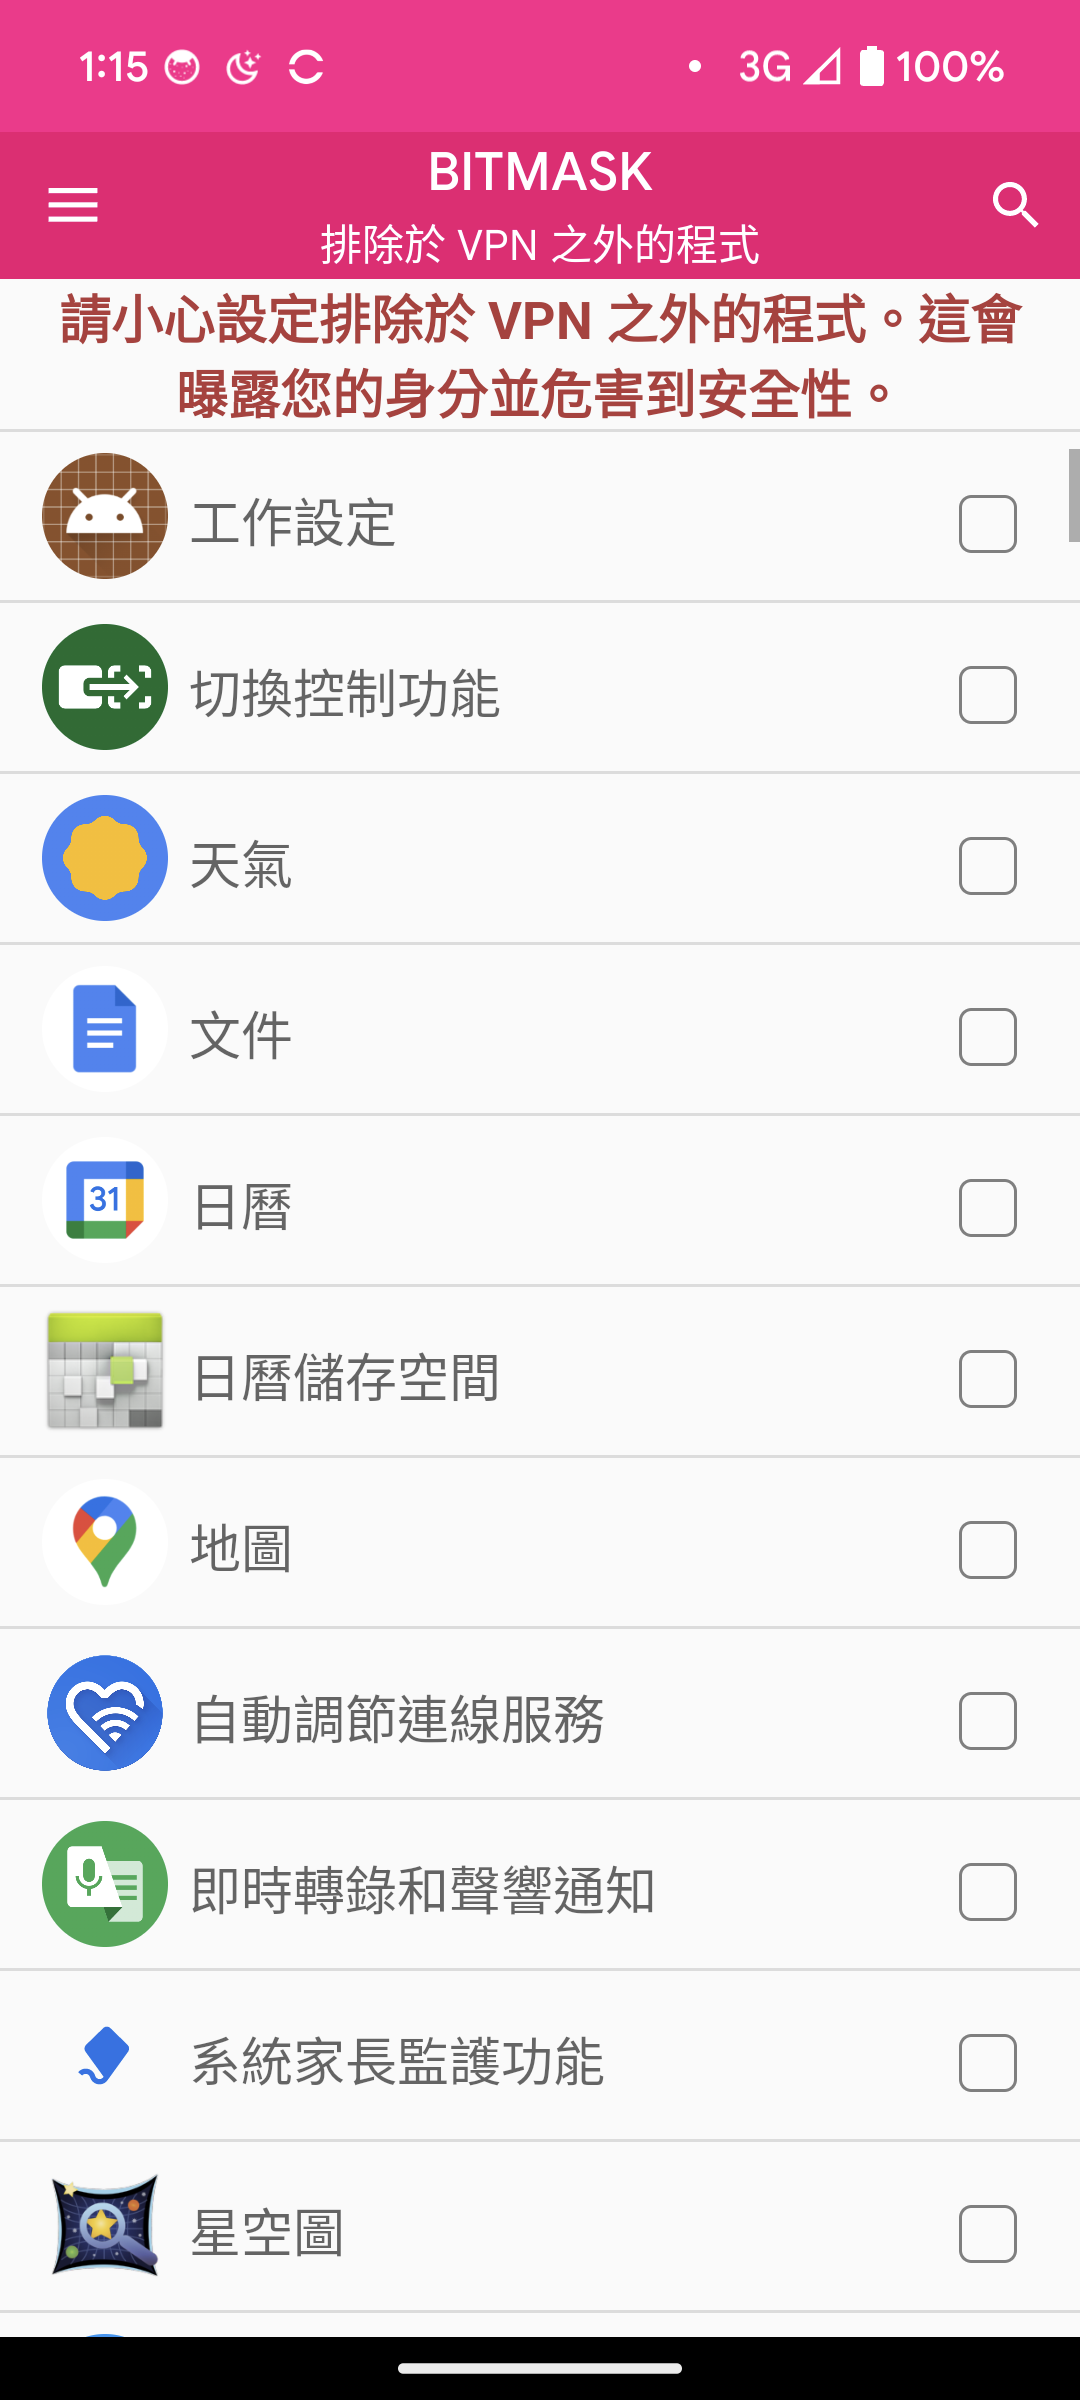 1:15
3G
100%
BITMASK
排除於 VPN 之外的程式
請小心設定排除於 VPN 之外的程式。這會
曝露您的身分並危害到安全性。
工作設定
切換控制功能
天氣
文件
31
日曆
日曆儲存空間
地圖
自動調節連線服務
即時轉錄和聲響通知
系統家長監護功能
星空圖